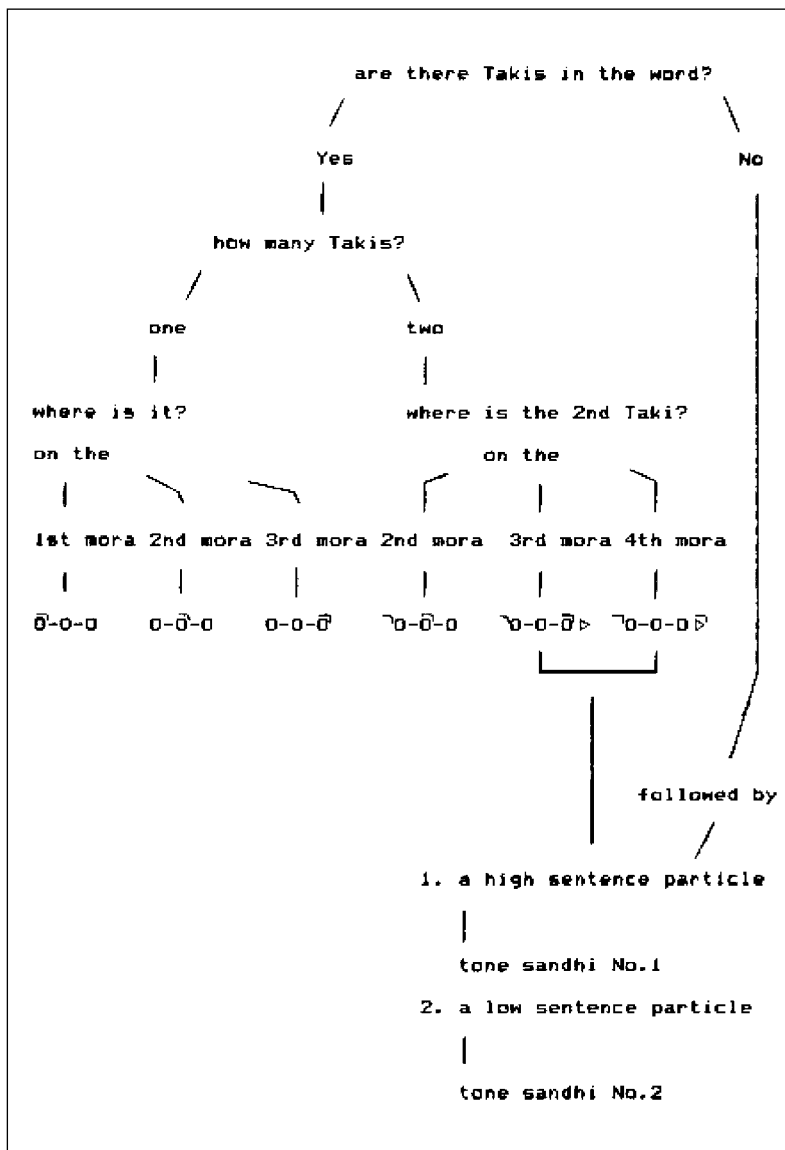 are there Takis in the word?
Yes No
how many Takis?
one two
where is it? where is the 2nd Taki?
on the on the
1st mora 2nd mora 3rd mora 2nd mora 3rd mora 4th mora
followed by
1. a high sentence particle
tone sandhi No.1
2. a low sentence particle
tone sandhi No.2